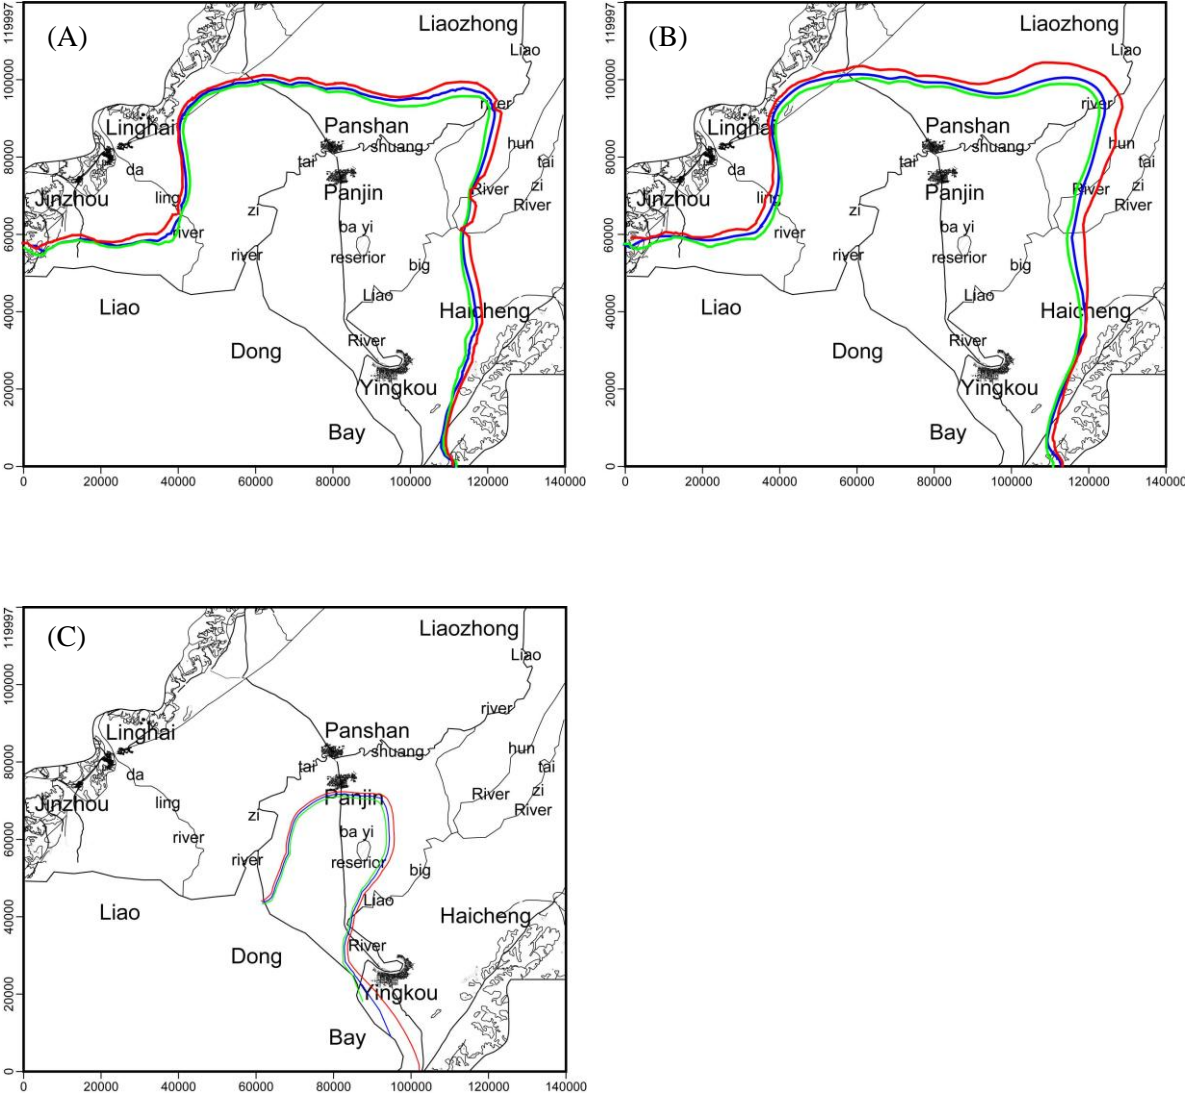 (A)
Liaozhong
Liao
river
Linghai
Panshan
shuang
hun
da
tai
tai
Jinzhou
ling
Panjin
River
zi
River
zi
river
ba yi
river
reserior
big
Liao
Liao
Haicheng
River
Dong
Yingkou
Bay
0
20000
40000
60000
80000
100000
119997
0
20000
40000
60000
80000
100000
120000
140000
(B)
Liaozhong
Liao
river
Linghai
Panshan
shuang
hun
da
tai
tai
Jinzhou
ling
Panjin
River
zi
River
zi
river
ba yi
river
reserior
big
Liao
Liao
Haicheng
River
Dong
Yingkou
Bay
0
20000
40000
60000
80000
100000
119997
0
20000
40000
60000
80000
100000
120000
140000
(C)
Liaozhong
Liao
river
Linghai
Panshan
shuang
hun
da
tai
tai
Jinzhou
ling
Panjin
River
zi
River
zi
river
ba yi
river
reserior
big
Liao
Liao
Haicheng
River
Dong
Yingkou
Bay
0
20000
40000
60000
80000
100000
119997
0
20000
40000
60000
80000
100000
120000
140000